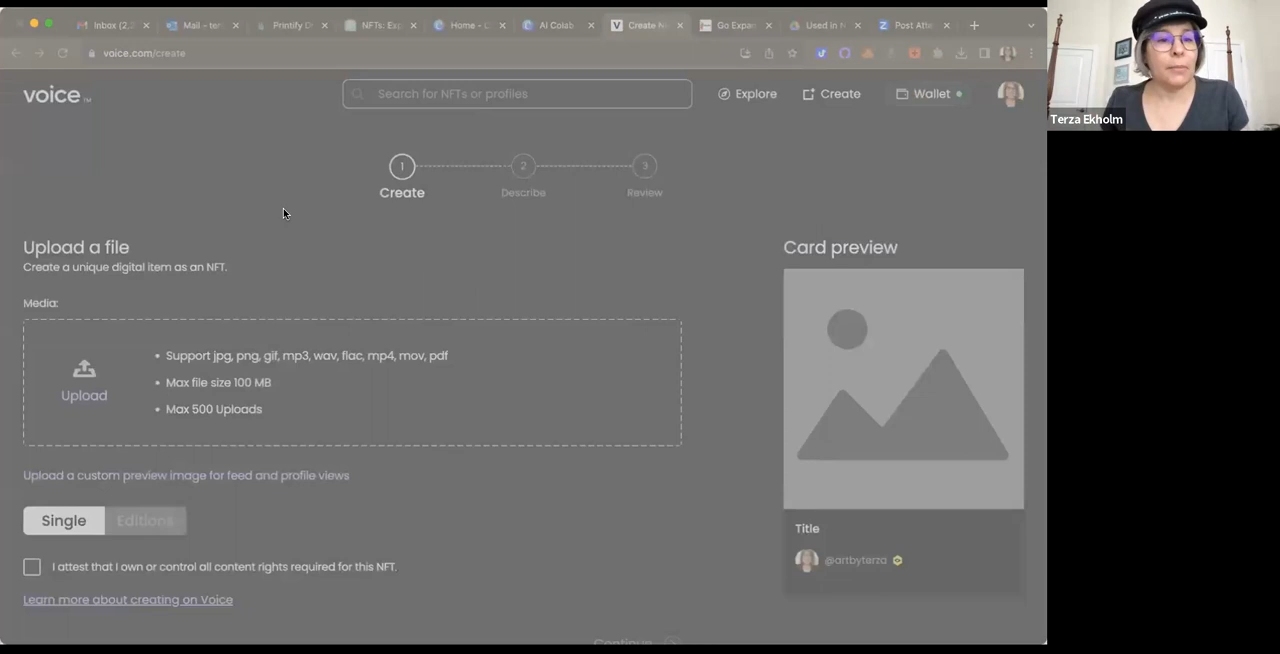 Inbox (2,
Mail – ter
Printify D
NFTs: Exp
Home - C
AI Colab
Create N
Go Expan
Used in N
Post Atte
voice.com/create
voice™
Search for NFTs or profiles
Explore
Create
Wallet
Terza Ekholm
1
2
3
Create
Describe
Review
Upload a file
Create a unique digital item as an NFT.
Card preview
Media:
Upload
• Support jpg, png, gif, mp3, wav, flac, mp4, mov, pdf
• Max file size 100 MB
• Max 500 Uploads
Upload a custom preview image for feed and profile views
Single
Editions
Title
@artbyterza
I attest that I own or control all content rights required for this NFT.
Learn more about creating on Voice
Continue